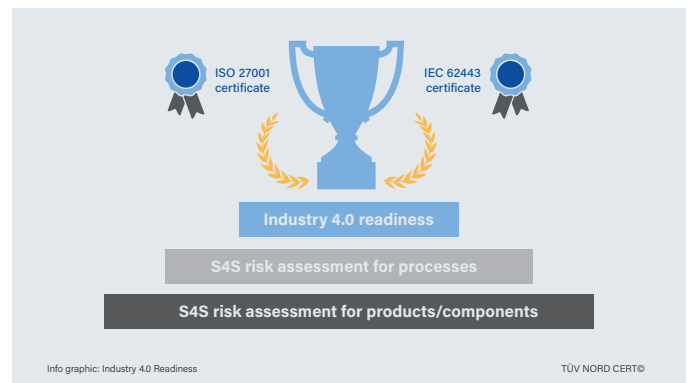 ISO 27001
certificate
IEC 62443
certificate
Industry 4.0 readiness
S4S risk assessment for processes
S4S risk assessment for products/components
Info graphic: Industry 4.0 Readiness
TÜV NORD CERT©